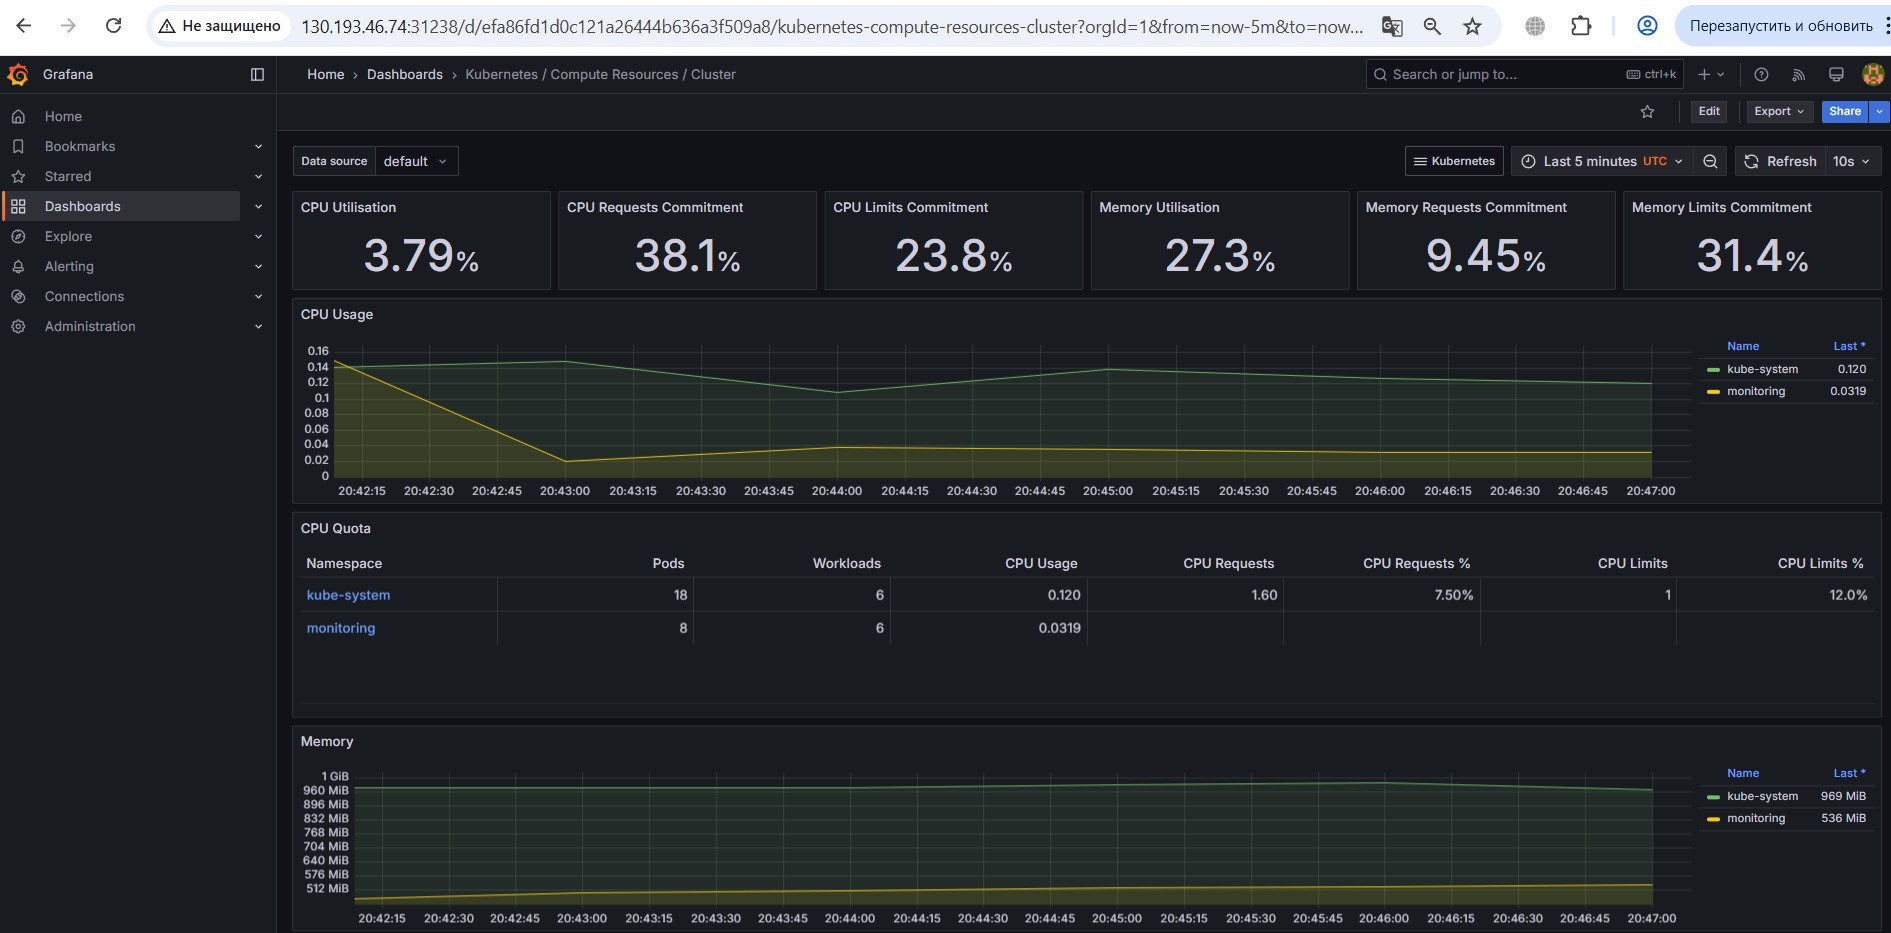 Не защищено
130.193.46.74:31238/d/efa86fd1d0c121a26444b636a3f509a8/kubernetes-compute-resources-cluster?orgId=1&from=now-5m&to=now...
Перезапустить и обновить
Grafana
Home › Dashboards › Kubernetes / Compute Resources / Cluster
Search or jump to...
ctrl+k
Home
Bookmarks
Starred
Dashboards
Explore
Alerting
Connections
Administration
Edit
Export
Share
Data source
default
Kubernetes
Last 5 minutes UTC
Refresh
10s
CPU Utilisation
3.79%
CPU Requests Commitment
38.1%
CPU Limits Commitment
23.8%
Memory Utilisation
27.3%
Memory Requests Commitment
9.45%
Memory Limits Commitment
31.4%
CPU Usage
0.16
0.14
0.12
0.1
0.08
0.06
0.04
0.02
0
20:42:15 20:42:30 20:42:45 20:43:00 20:43:15 20:43:30 20:43:45 20:44:00 20:44:15 20:44:30 20:44:45 20:45:00 20:45:15 20:45:30 20:45:45 20:46:00 20:46:15 20:46:30 20:46:45 20:47:00
Name Last *
kube-system 0.120
monitoring 0.0319
CPU Quota
Namespace Pods Workloads CPU Usage CPU Requests CPU Requests % CPU Limits CPU Limits %
kube-system 18 6 0.120 1.60 7.50% 1 12.0%
monitoring 8 6 0.0319
Memory
1 GiB
960 MiB
896 MiB
832 MiB
768 MiB
704 MiB
640 MiB
576 MiB
512 MiB
20:42:15 20:42:30 20:42:45 20:43:00 20:43:15 20:43:30 20:43:45 20:44:00 20:44:15 20:44:30 20:44:45 20:45:00 20:45:15 20:45:30 20:45:45 20:46:00 20:46:15 20:46:30 20:46:45 20:47:00
Name Last *
kube-system 969 MiB
monitoring 536 MiB